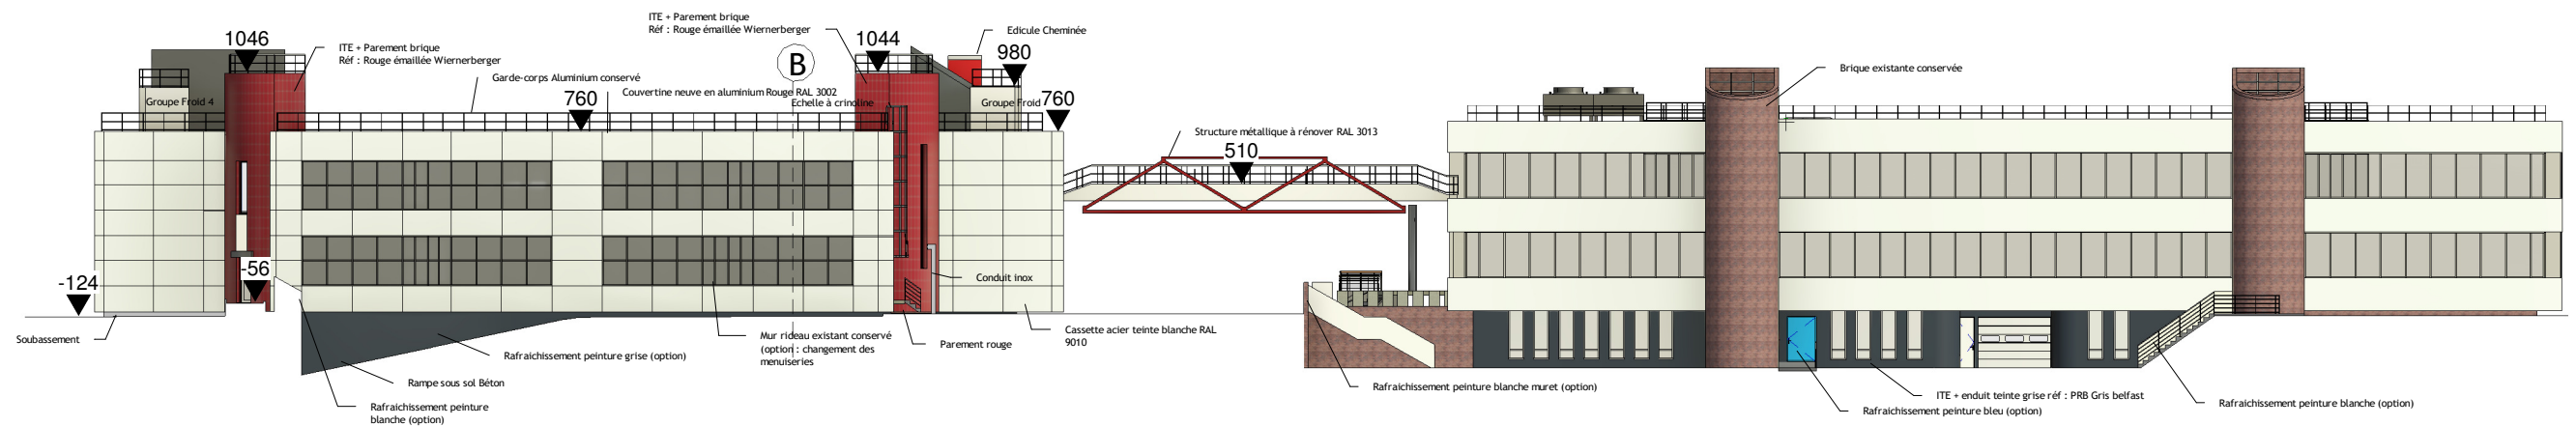 ITE + Parement brique
Réf : Rouge émaillée Wiernerberger
1046
ITE + Parement brique
Réf : Rouge émaillée Wiernerberger
1044
Edicule Cheminée
980
B
Garde-corps Aluminium conservé
Couvertine neuve en aluminium Rouge RAL 3002
760
Echelle à crinoline
Groupe Froid 4
Groupe Froid
760
Brique existante conservée
Structure métallique à rénover RAL 3013
510
-56
-124
Conduit inox
Soubassement
Rafraichissement peinture grise (option)
Mur rideau existant conservé
(option : changement des
menuiseries
Parement rouge
Cassette acier teinte blanche RAL
9010
Rampe sous sol Béton
Rafraichissement peinture
blanche (option)
Rafraichissement peinture blanche muret (option)
ITE + enduit teinte grise réf : PRB Gris belfast
Rafraichissement peinture bleu (option)
Rafraichissement peinture blanche (option)